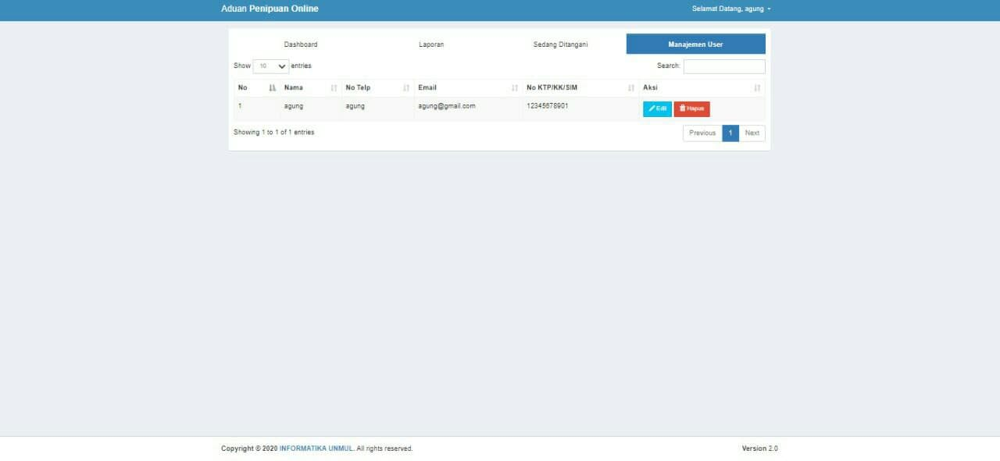 Aduan Penipuan Online Selamat Datang, agung
Dashboard Laporan Sedang Ditangani Manajemen User
Show 10 entries Search:
No Nama No Telp Email No KTP/KK/SIM Aksi
1 agung agung agung@gmail.com 12345678901 Edit Hapus
Showing 1 to 1 of 1 entries Previous 1 Next
Copyright © 2020 INFORMATIKA UNMUL. All rights reserved. Version 2.0